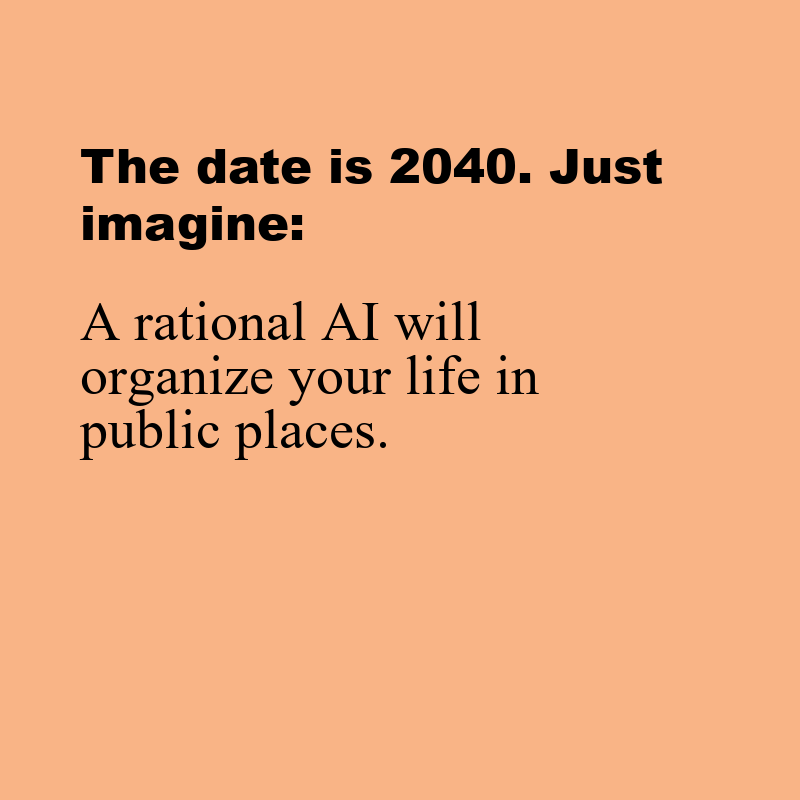 The date is 2040. Just
imagine:
A rational AI will
organize your life in
public places.